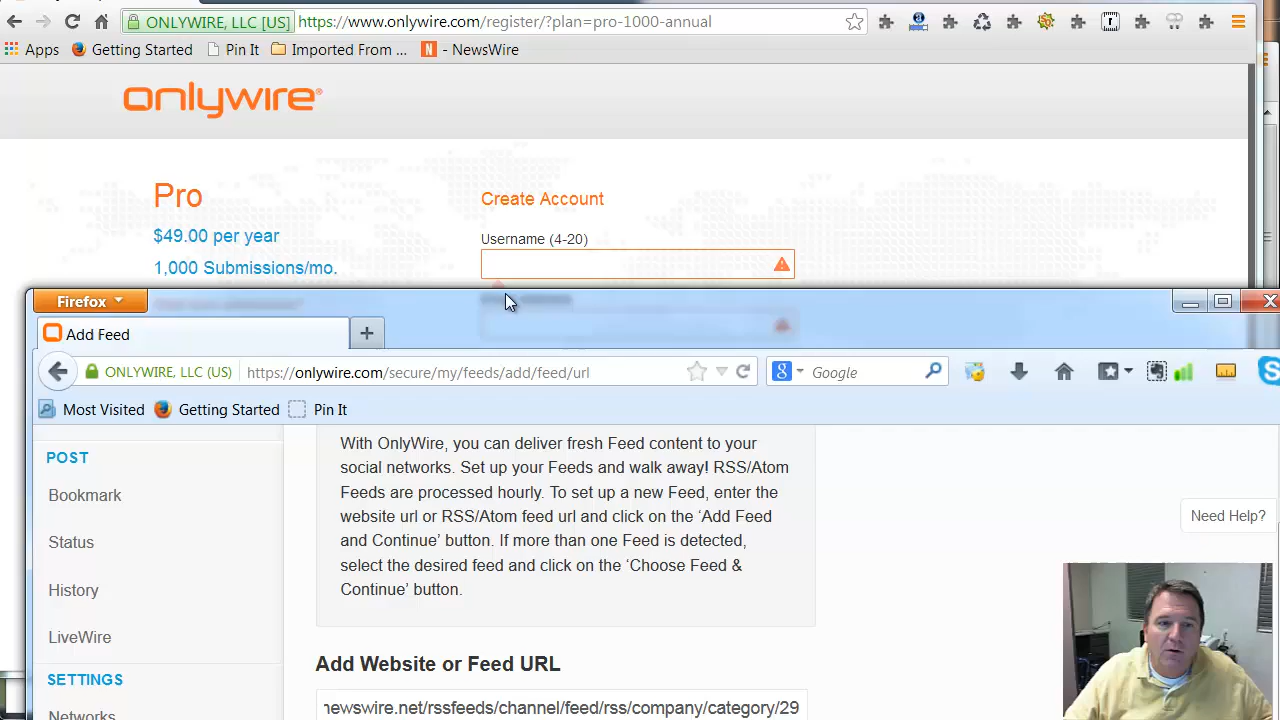 ONLYWIRE, LLC [US] https://www.onlywire.com/register/?plan=pro-1000-annual
Apps Getting Started Pin It Imported From ... N - NewsWire
onlywire®
Pro
Create Account
$49.00 per year
Username (4-20)
1,000 Submissions/mo.
Firefox
Add Feed
ONLYWIRE, LLC (US) https://onlywire.com/secure/my/feeds/add/feed/url
8 Google
Most Visited Getting Started Pin It
POST
Bookmark
Status
History
LiveWire
SETTINGS
Networks
With OnlyWire, you can deliver fresh Feed content to your
social networks. Set up your Feeds and walk away! RSS/Atom
Feeds are processed hourly. To set up a new Feed, enter the
website url or RSS/Atom feed url and click on the ‘Add Feed
and Continue’ button. If more than one Feed is detected,
select the desired feed and click on the ‘Choose Feed &
Continue’ button.
Need Help?
Add Website or Feed URL
newswire.net/rssfeeds/channel/feed/rss/company/category/29